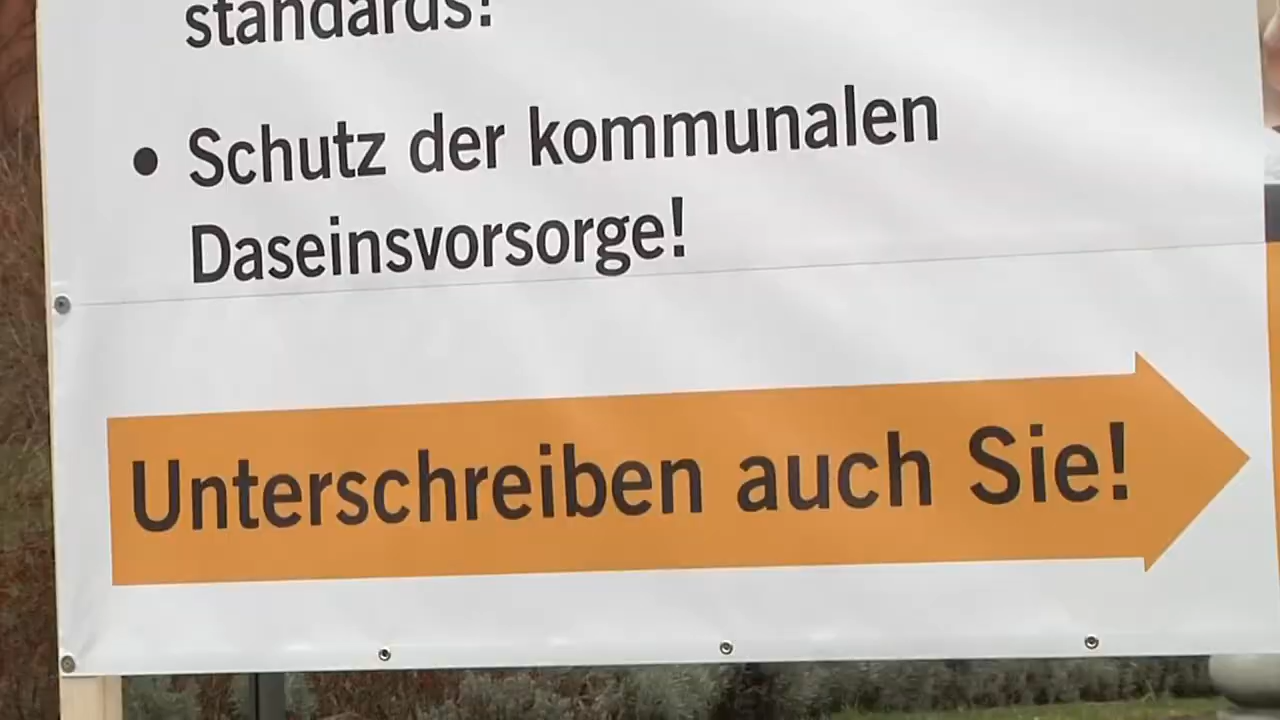 standards!
• Schutz der kommunalen
Daseinsvorsorge!
Unterschreiben auch Sie!